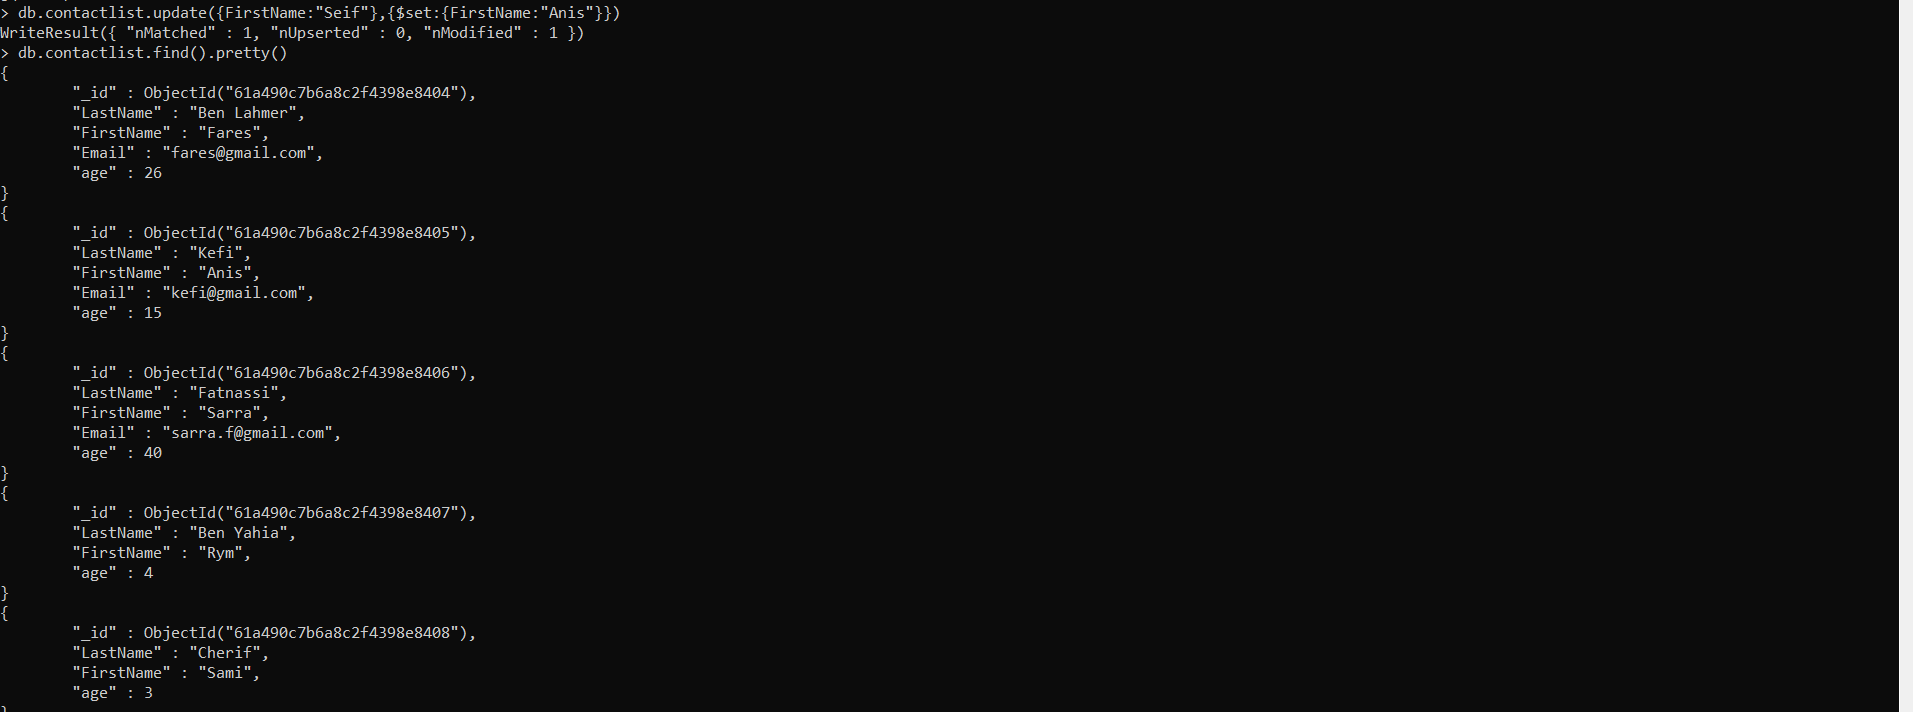 > db.contactlist.update({FirstName:"Seif"},{$set:{FirstName:"Anis"}})
WriteResult({ "nMatched" : 1, "nUpserted" : 0, "nModified" : 1 })
> db.contactlist.find().pretty()
{
        "_id" : ObjectId("61a490c7b6a8c2f4398e8404"),
        "LastName" : "Ben Lahmer",
        "FirstName" : "Fares",
        "Email" : "fares@gmail.com",
        "age" : 26
}
{
        "_id" : ObjectId("61a490c7b6a8c2f4398e8405"),
        "LastName" : "Kefi",
        "FirstName" : "Anis",
        "Email" : "kefi@gmail.com",
        "age" : 15
}
{
        "_id" : ObjectId("61a490c7b6a8c2f4398e8406"),
        "LastName" : "Fatnassi",
        "FirstName" : "Sarra",
        "Email" : "sarra.f@gmail.com",
        "age" : 40
}
{
        "_id" : ObjectId("61a490c7b6a8c2f4398e8407"),
        "LastName" : "Ben Yahia",
        "FirstName" : "Rym",
        "age" : 4
}
{
        "_id" : ObjectId("61a490c7b6a8c2f4398e8408"),
        "LastName" : "Cherif",
        "FirstName" : "Sami",
        "age" : 3
}